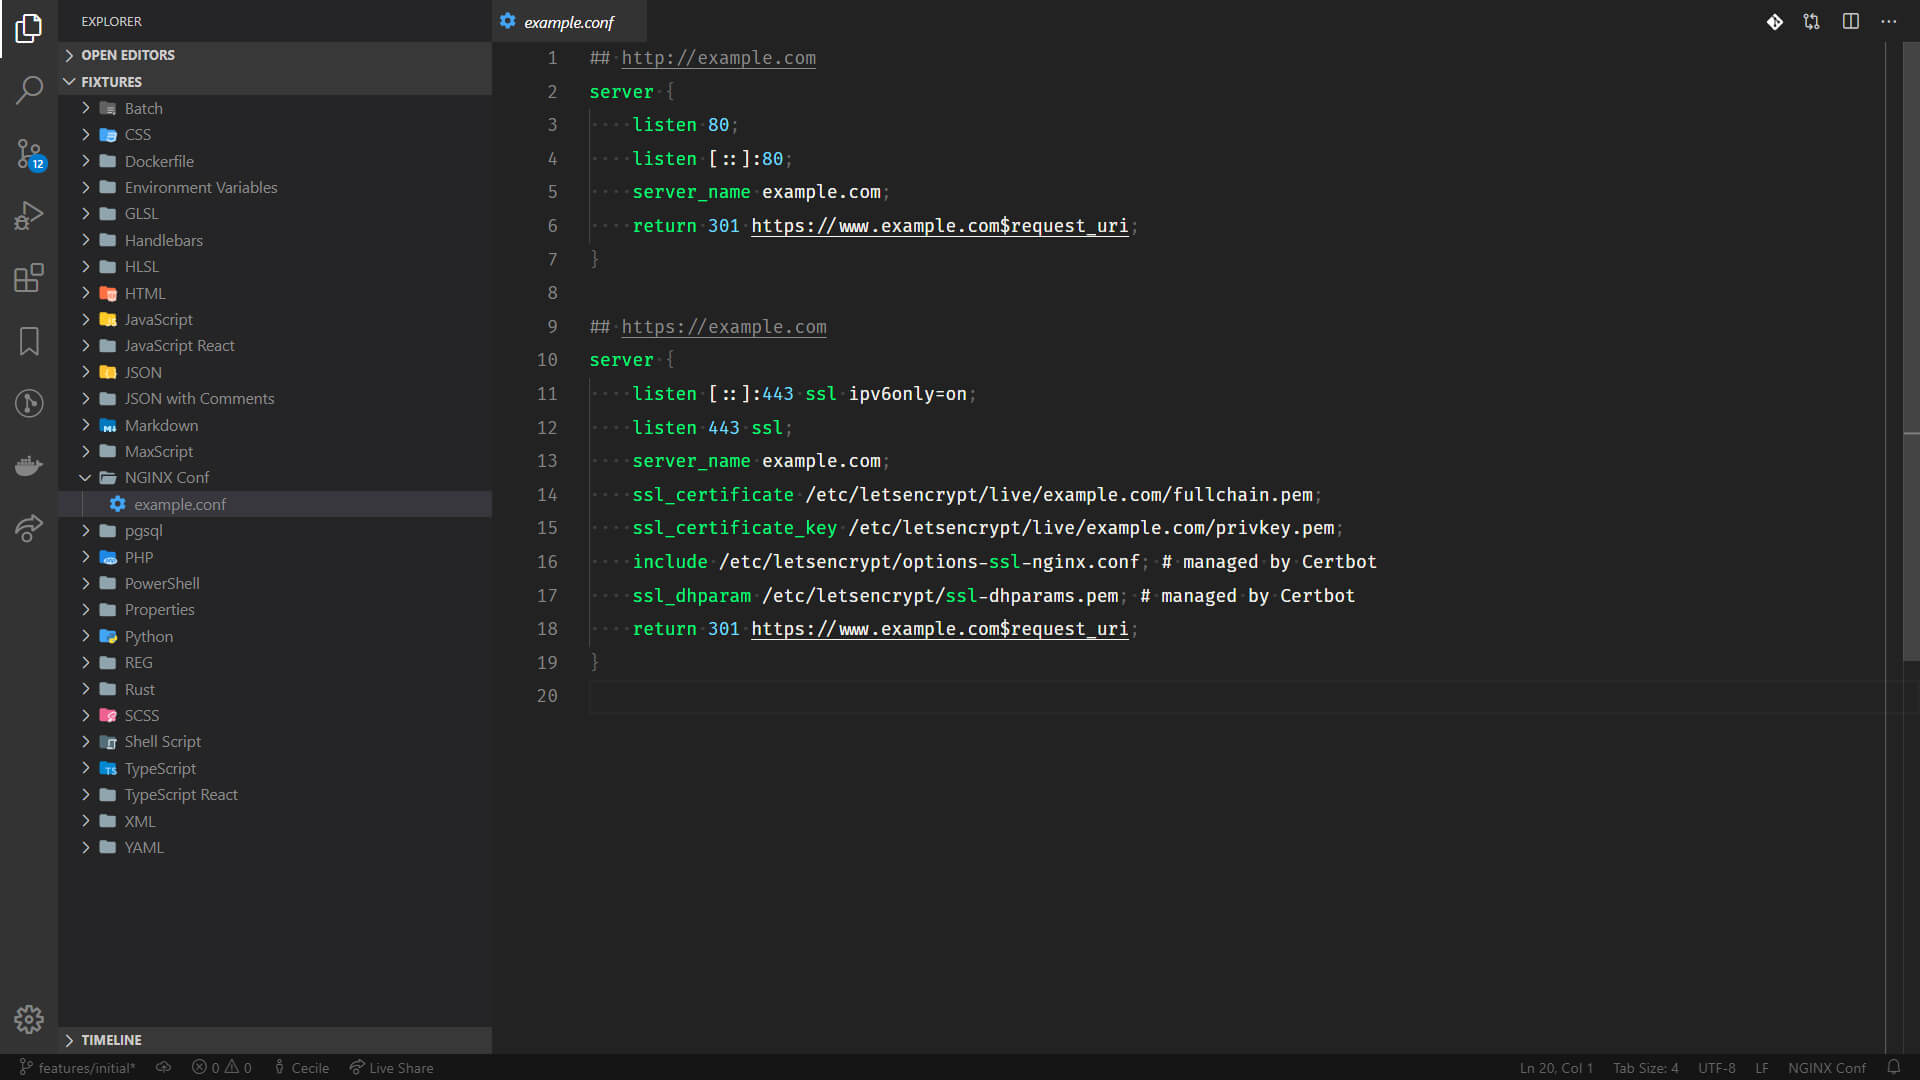 EXPLORER
OPEN EDITORS
FIXTURES
Batch
CSS
Dockerfile
Environment Variables
GLSL
Handlebars
HLSL
HTML
JavaScript
JavaScript React
JSON
JSON with Comments
Markdown
MaxScript
NGINX Conf
example.conf
pgsql
PHP
PowerShell
Properties
Python
REG
Rust
SCSS
Shell Script
TypeScript
TypeScript React
XML
YAML
TIMELINE
12
example.conf
1 ## http://example.com
2 server {
3 listen 80;
4 listen [::]:80;
5 server_name example.com;
6 return 301 https://www.example.com$request_uri;
7 }
8
9 ## https://example.com
10 server {
11 listen [::]:443 ssl ipv6only=on;
12 listen 443 ssl;
13 server_name example.com;
14 ssl_certificate /etc/letsencrypt/live/example.com/fullchain.pem;
15 ssl_certificate_key /etc/letsencrypt/live/example.com/privkey.pem;
16 include /etc/letsencrypt/options-ssl-nginx.conf; # managed by Certbot
17 ssl_dhparam /etc/letsencrypt/ssl-dhparams.pem; # managed by Certbot
18 return 301 https://www.example.com$request_uri;
19 }
20
features/initial* 0 0 Cecile Live Share Ln 20, Col 1 Tab Size: 4 UTF-8 LF NGINX Conf